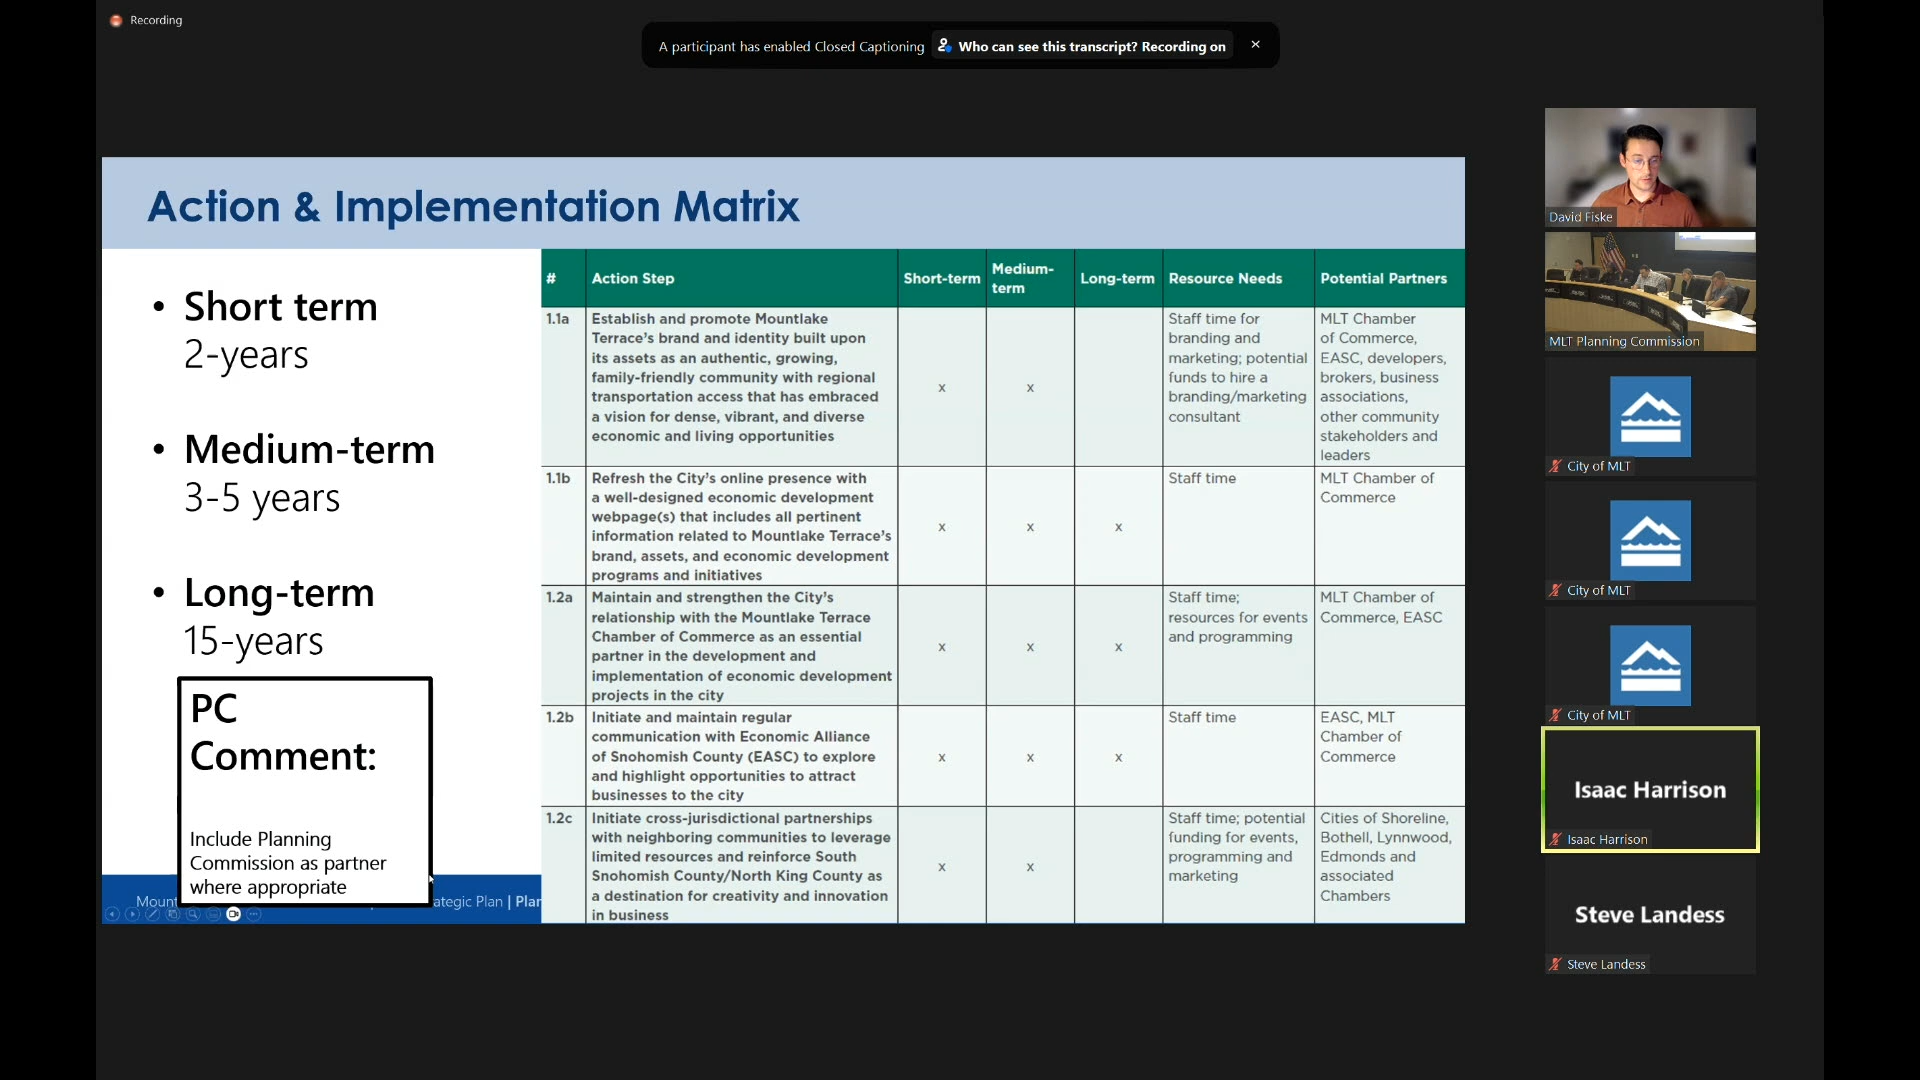 Recording
A participant has enabled Closed Captioning Who can see this transcript? Recording on
Action & Implementation Matrix
• Short term
2-years
• Medium-term
3-5 years
• Long-term
15-years
PC
Comment:
Include Planning
Commission as partner
where appropriate
Mount
ategic Plan | Plan
# Action Step Short-term Medium-term Long-term Resource Needs Potential Partners
1.1a
Establish and promote Mountlake
Terrace's brand and identity built upon
its assets as an authentic, growing,
family-friendly community with regional
transportation access that has embraced
a vision for dense, vibrant, and diverse
economic and living opportunities
x x
Staff time for
branding and
marketing; potential
funds to hire a
branding/marketing
consultant
MLT Chamber
of Commerce,
EASC, developers,
brokers, business
associations,
other community
stakeholders and
leaders
1.1b
Refresh the City's online presence with
a well-designed economic development
webpage(s) that includes all pertinent
information related to Mountlake Terrace's
brand, assets, and economic development
programs and initiatives
x x x
Staff time
MLT Chamber of
Commerce
1.2a
Maintain and strengthen the City's
relationship with the Mountlake Terrace
Chamber of Commerce as an essential
partner in the development and
implementation of economic development
projects in the city
x x x
Staff time;
resources for events
and programming
MLT Chamber of
Commerce, EASC
1.2b
Initiate and maintain regular
communication with Economic Alliance
of Snohomish County (EASC) to explore
and highlight opportunities to attract
businesses to the city
x x x
Staff time
EASC, MLT
Chamber of
Commerce
1.2c
Initiate cross-jurisdictional partnerships
with neighboring communities to leverage
limited resources and reinforce South
Snohomish County/North King County as
a destination for creativity and innovation
in business
x x
Staff time; potential
funding for events,
programming and
marketing
Cities of Shoreline,
Bothell, Lynnwood,
Edmonds and
associated
Chambers
David Fiske
MLT Planning Commission
City of MLT
City of MLT
City of MLT
Isaac Harrison
Isaac Harrison
Steve Landess
Steve Landess